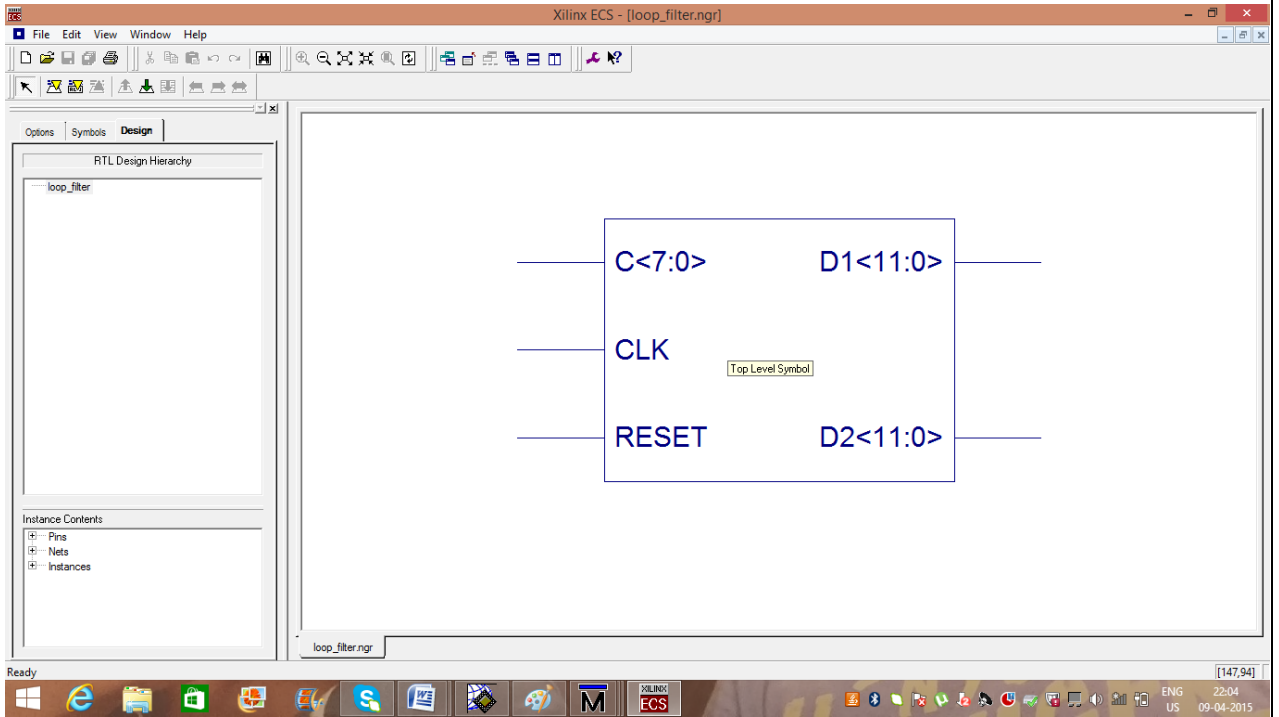 Xilinx ECS - [loop_filter.ngr]
File Edit View Window Help
Options Symbols Design
RTL Design Hierarchy
loop_filter
C<7:0> D1<11:0>
CLK
Top Level Symbol
RESET D2<11:0>
Instance Contents
Pins
Nets
Instances
loop_filter.ngr
Ready [147,94]
XILINX
ECS
ENG 22:04
US 09-04-2015